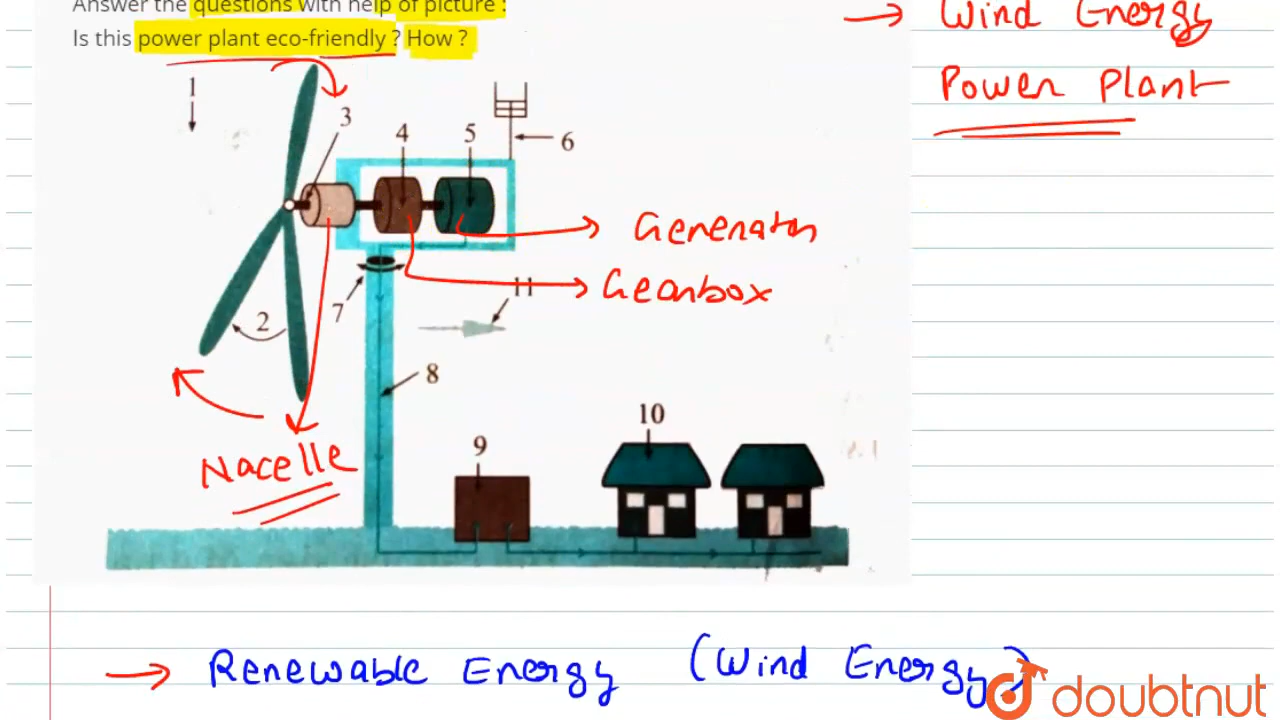 Answer the questions with help of picture :
Is this power plant eco-friendly ? How ?
→ Wind Energy
Power Plant
1
3
4
5
6
Generator
Gearbox
11
7
2
8
Nacelle
9
10
→ Renewable Energy (Wind Energy)
doubtnut